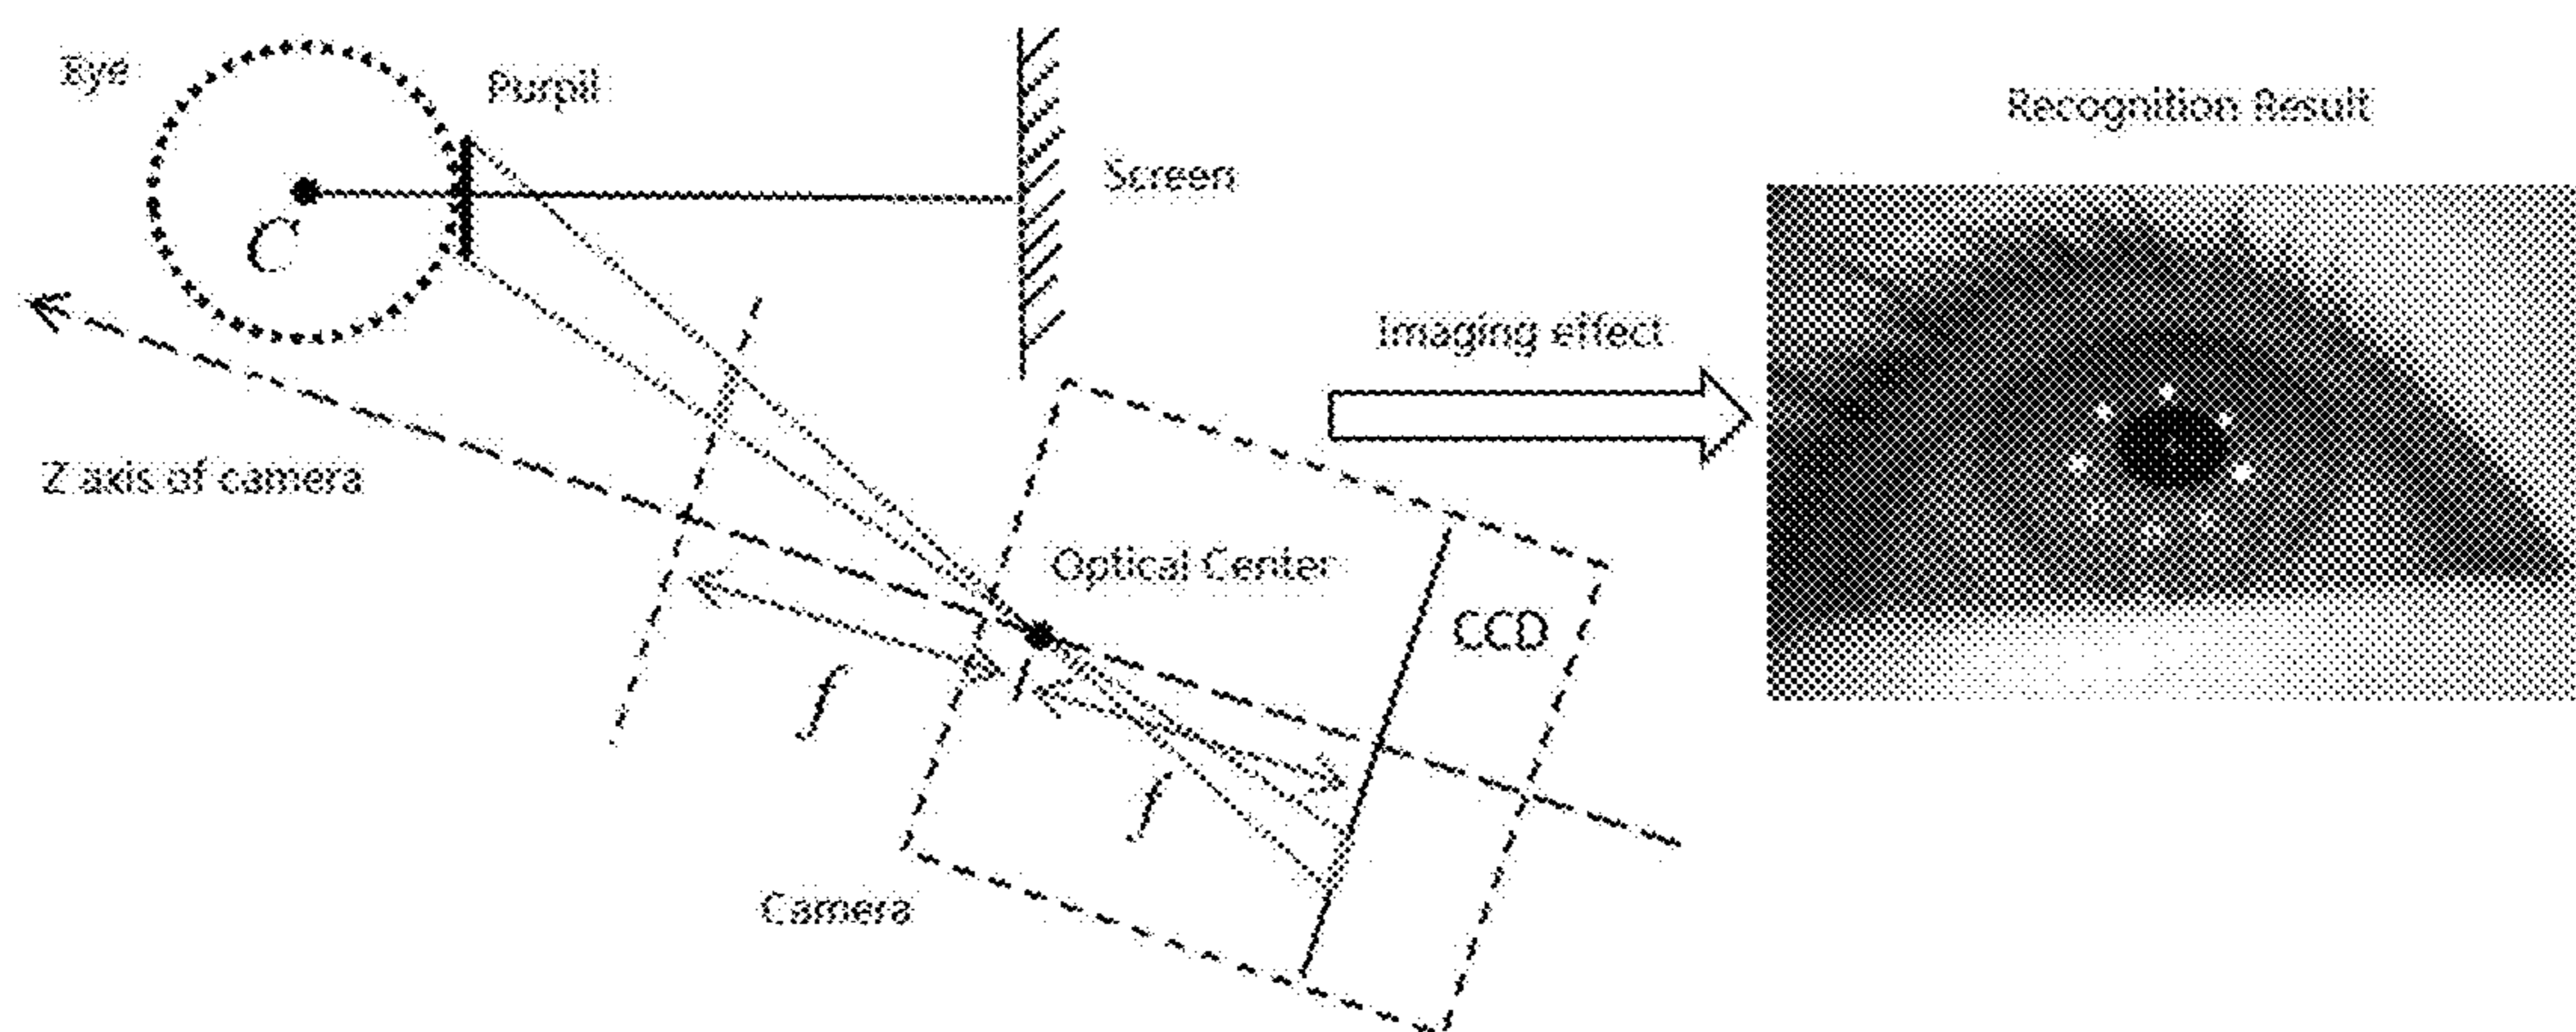 Eye
Purpil
Recognition Result
Screen
C
Imaging effect
Z axis of camera
Optical Center
CCD
f
f
Camera